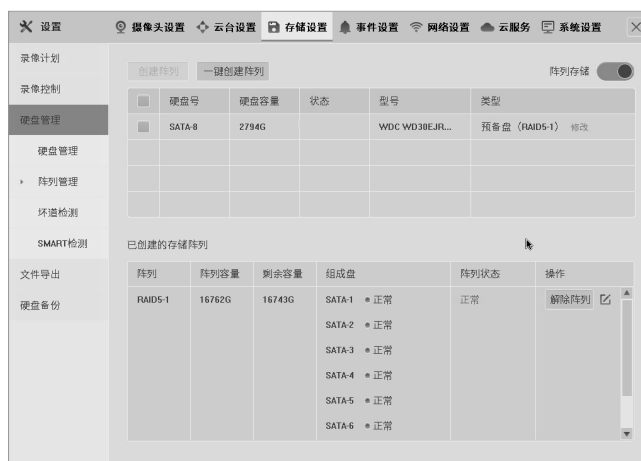 设置 摄像头设置 云台设置 存储设置 事件设置 网络设置 云服务 系统设置
录像计划
录像控制
硬盘管理
硬盘管理
阵列管理
坏道检测
SMART检测
文件导出
硬盘备份
创建阵列 一键创建阵列 阵列存储
硬盘号 硬盘容量 状态 型号 类型
SATA-8 2794G WDC WD30EJR... 预备盘（RAID5-1） 修改
已创建的存储阵列
阵列 阵列容量 剩余容量 组成盘 阵列状态 操作
RAID5-1 16762G 16743G SATA-1 正常 正常 解除阵列
SATA-2 正常
SATA-3 正常
SATA-4 正常
SATA-5 正常
SATA-6 正常